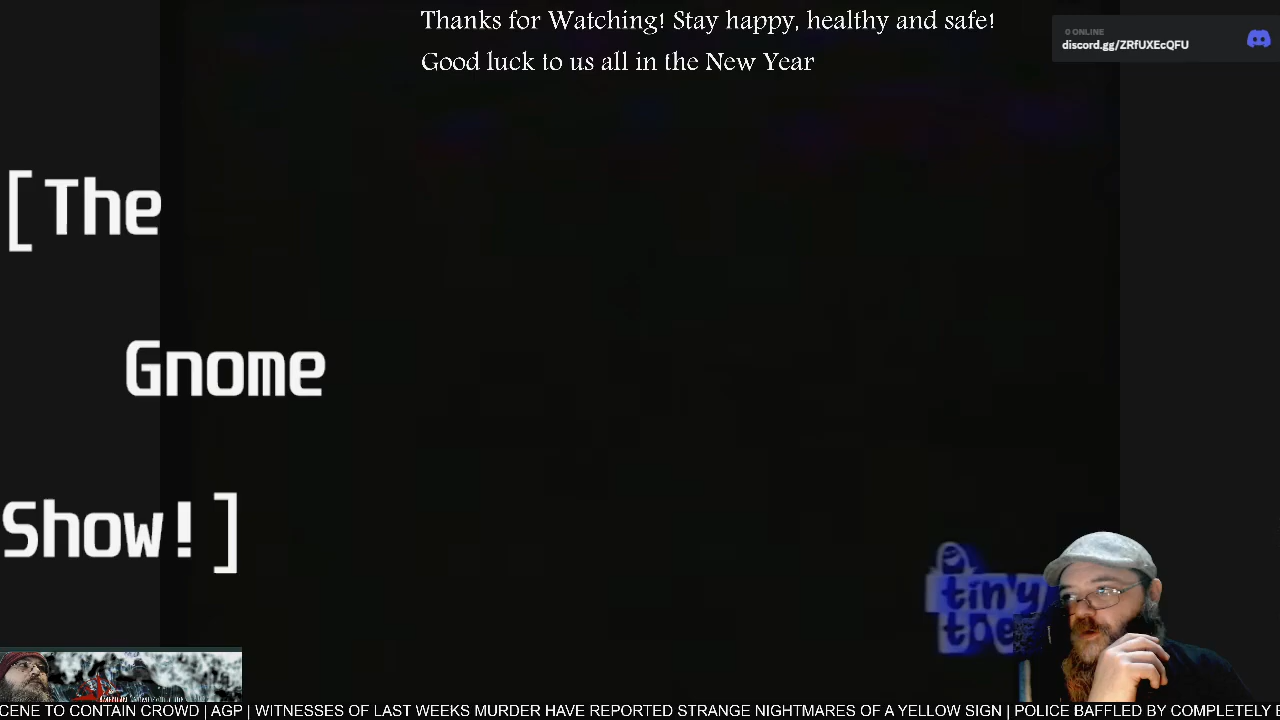 Thanks for Watching! Stay happy, healthy and safe!
Good luck to us all in the New Year
0 ONLINE
discord.gg/ZRfUXEcQFU
[The
Gnome
Show!]
tiny
CENE TO CONTAIN CROWD | AGP | WITNESSES OF LAST WEEKS MURDER HAVE REPORTED STRANGE NIGHTMARES OF A YELLOW SIGN | POLICE BAFFLED BY COMPLETELY